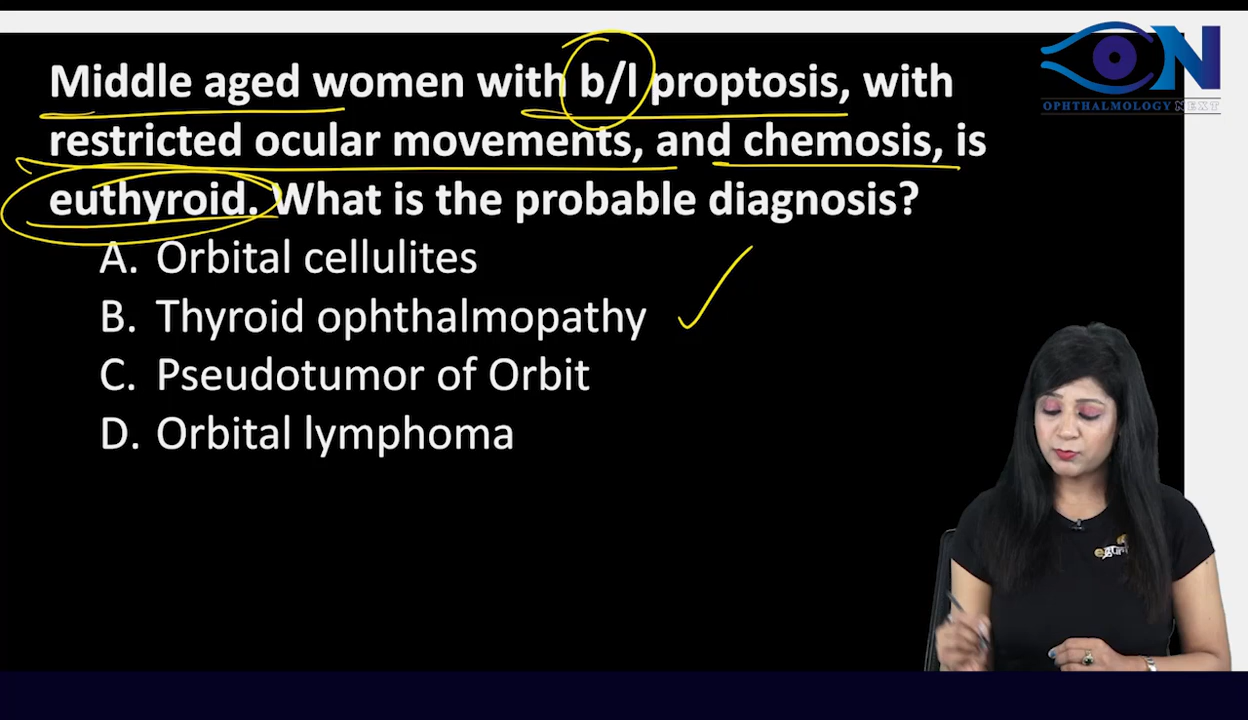 ON
OPHTHALMOLOGY NEXT
Middle aged women with b/l proptosis, with
restricted ocular movements, and chemosis, is
euthyroid. What is the probable diagnosis?
A. Orbital cellulites
B. Thyroid ophthalmopathy
C. Pseudotumor of Orbit
D. Orbital lymphoma